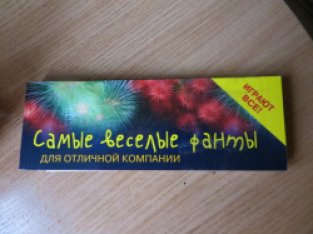 ИГРАЮТ
ВСЕ!
Самые веселые фанты
ДЛЯ ОТЛИЧНОЙ КОМПАНИИ